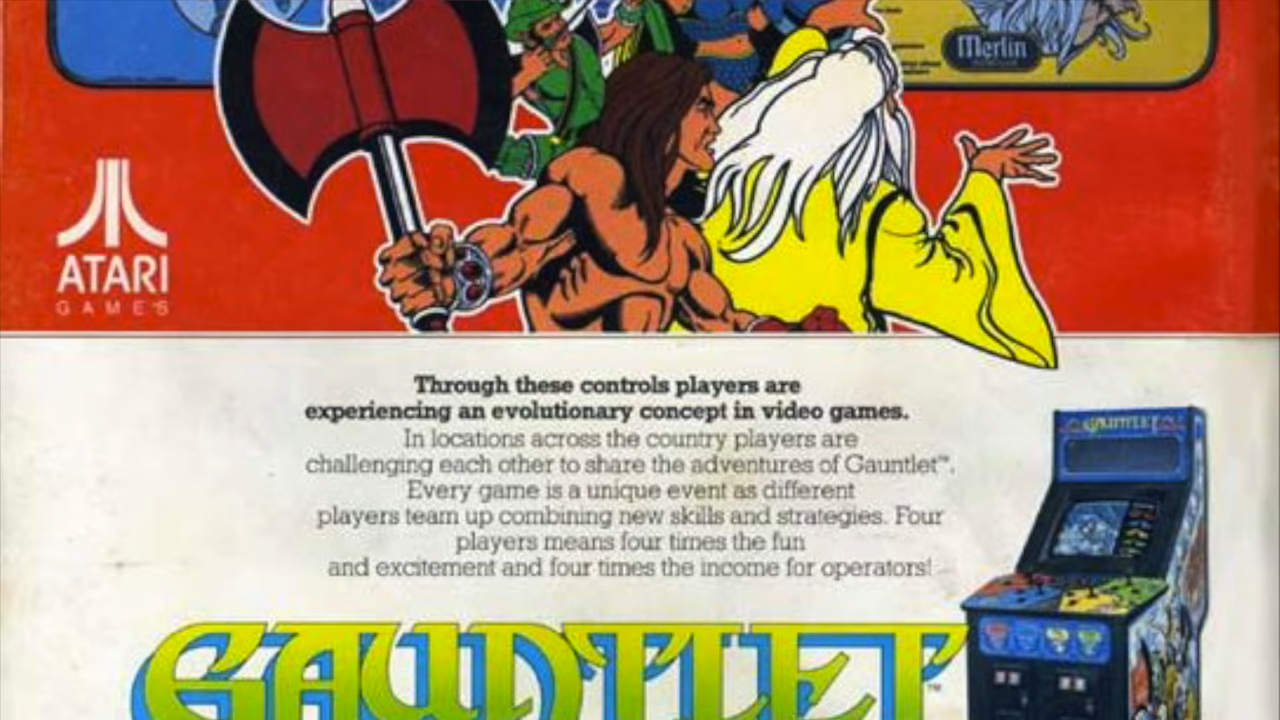 Merlin
ATARI
GAMES
Through these controls players are
experiencing an evolutionary concept in video games.
In locations across the country players are
challenging each other to share the adventures of Gauntlet™.
Every game is a unique event as different
players team up combining new skills and strategies. Four
players means four times the fun
and excitement and four times the income for operators!
GAUNTLET
GAUNTLET™